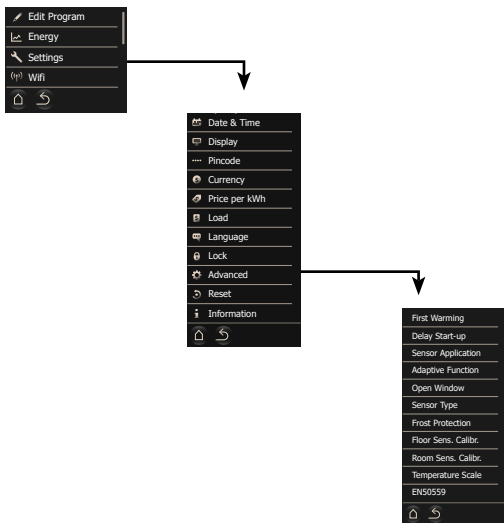 Edit Program
Energy
Settings
Wifi
Date & Time
Display
Pincode
Currency
Price per kWh
Load
Language
Lock
Advanced
Reset
Information
First Warming
Delay Start-up
Sensor Application
Adaptive Function
Open Window
Sensor Type
Frost Protection
Floor Sens. Calibr.
Room Sens. Calibr.
Temperature Scale
EN50559